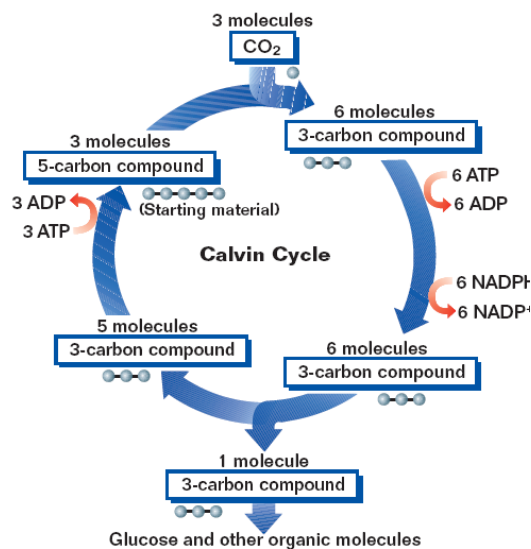 3 molecules
CO₂
6 molecules
3-carbon compound
3 molecules
5-carbon compound
(Starting material)
3 ADP
3 ATP
6 ATP
6 ADP
Calvin Cycle
6 NADPH
6 NADP⁺
5 molecules
3-carbon compound
6 molecules
3-carbon compound
1 molecule
3-carbon compound
Glucose and other organic molecules